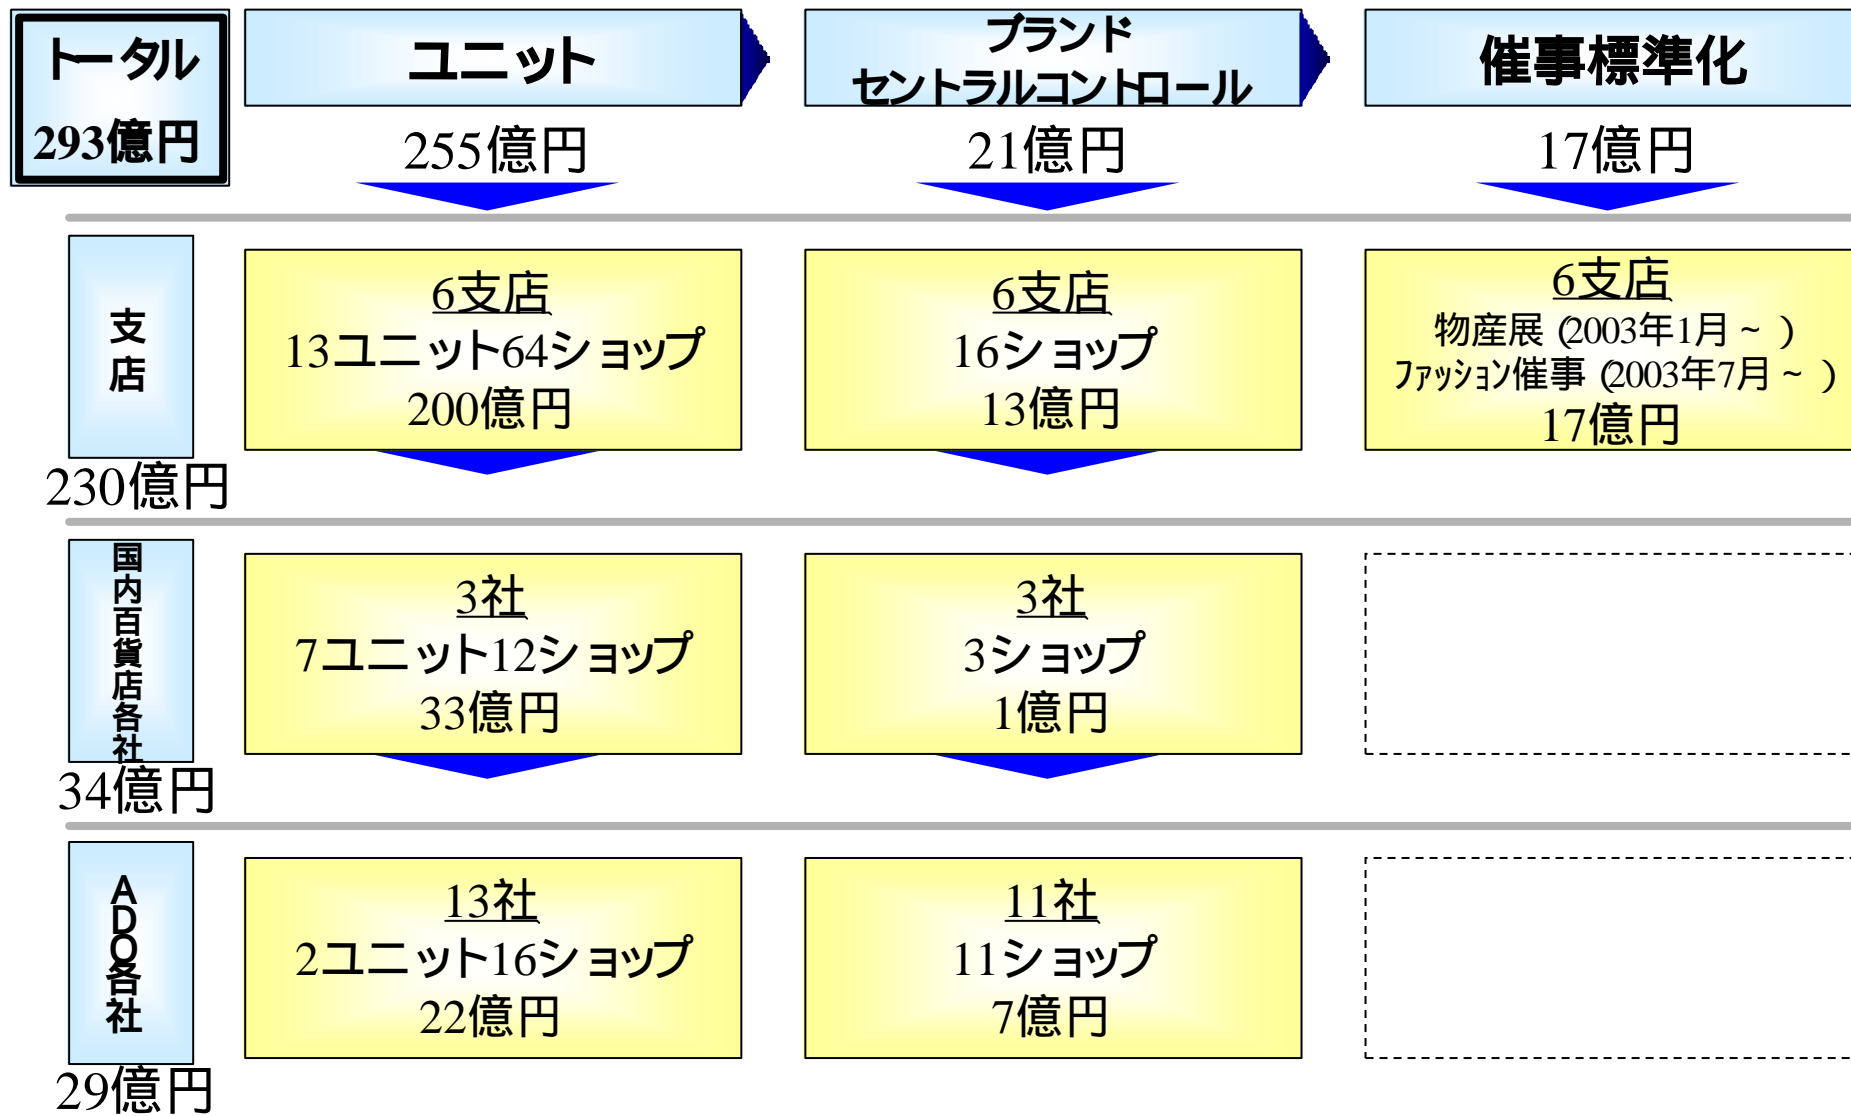 トータル
293億円
ユニット
ブランド
セントラルコントロール
催事標準化
255億円
21億円
17億円
支店
230億円
6支店
13ユニット64ショップ
200億円
6支店
16ショップ
13億円
6支店
物産展(2003年1月~ )
ファッション催事(2003年7月~ )
17億円
国内百貨店各社
34億円
3社
7ユニット12ショップ
33億円
3社
3ショップ
1億円
ADO各社
29億円
13社
2ユニット16ショップ
22億円
11社
11ショップ
7億円